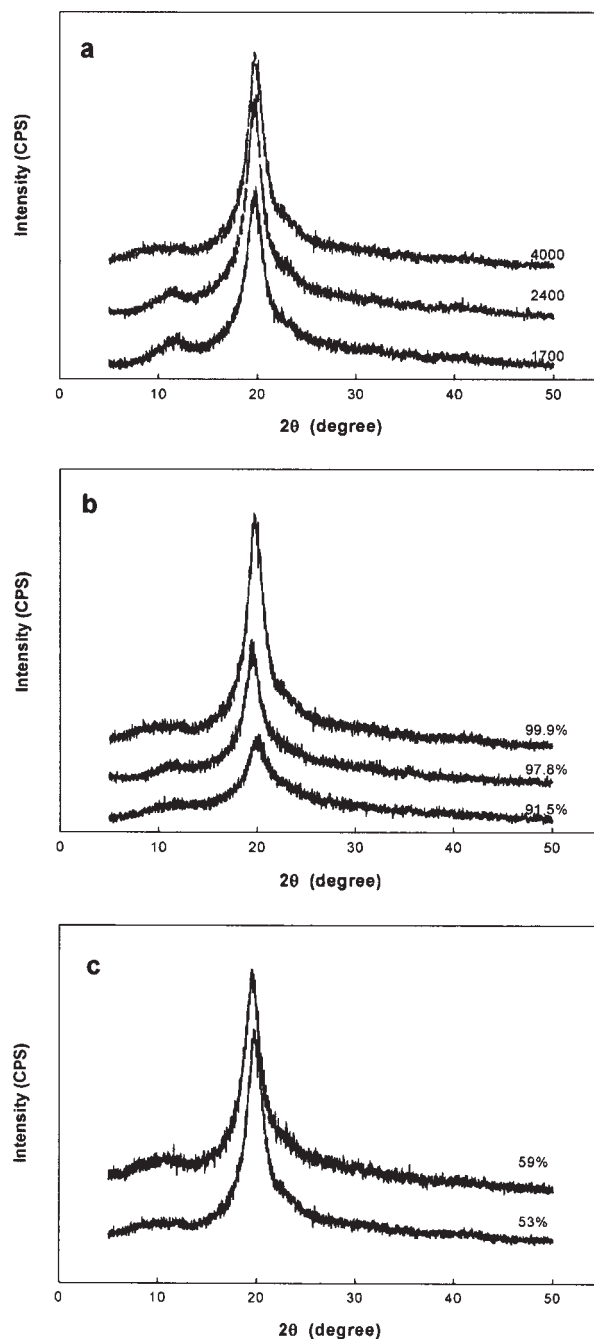 a
Intensity (CPS)
4000
2400
1700
0 10 20 30 40 50
2θ (degree)
b
Intensity (CPS)
99.9%
97.8%
91.5%
0 10 20 30 40 50
2θ (degree)
c
Intensity (CPS)
59%
53%
0 10 20 30 40 50
2θ (degree)